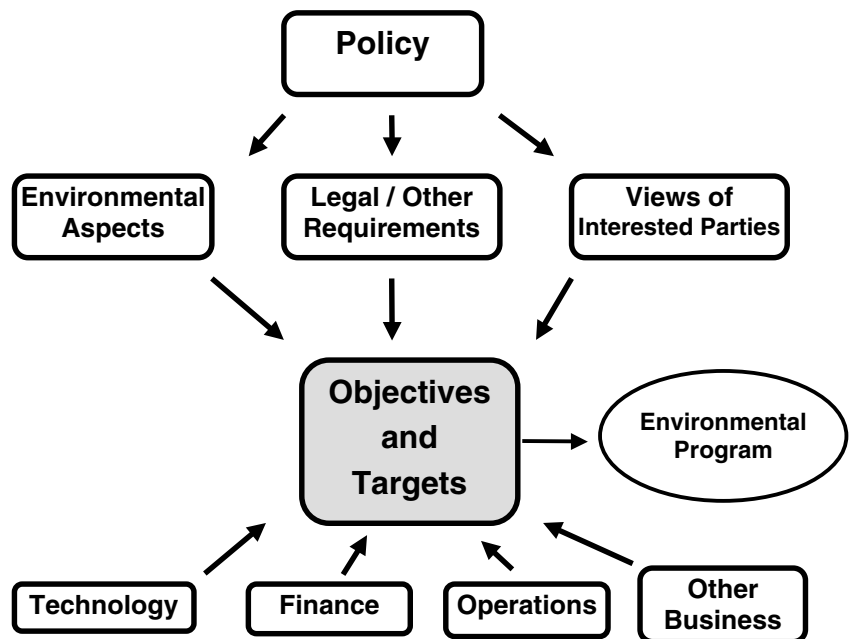 Policy
Environmental
Aspects
Legal / Other
Requirements
Views of
Interested Parties
Objectives
and
Targets
Environmental
Program
Technology
Finance
Operations
Other
Business